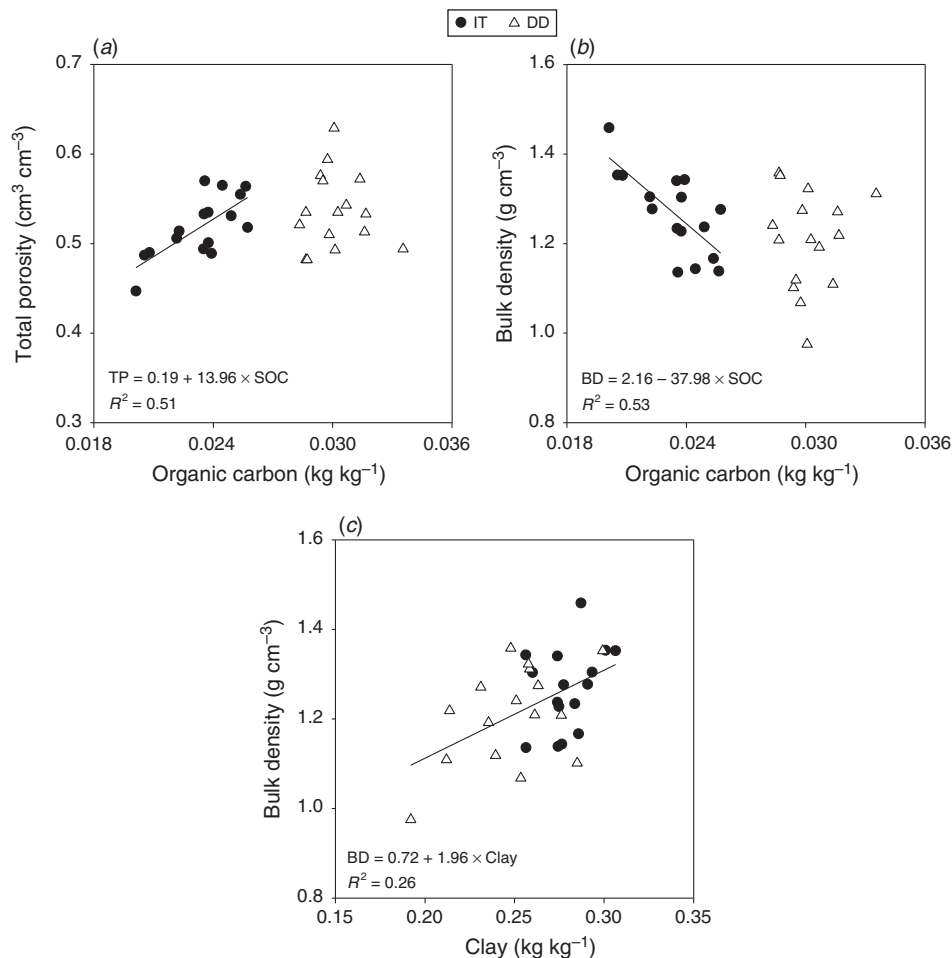 IT DD
(a)
0.7
0.6
0.5
0.4
0.3
Total porosity (cm³ cm⁻³)
TP = 0.19 + 13.96 × SOC
R² = 0.51
0.018 0.024 0.030 0.036
Organic carbon (kg kg⁻¹)
(b)
1.6
1.4
1.2
1.0
0.8
Bulk density (g cm⁻³)
BD = 2.16 – 37.98 × SOC
R² = 0.53
0.018 0.024 0.030 0.036
Organic carbon (kg kg⁻¹)
(c)
1.6
1.4
1.2
1.0
0.8
Bulk density (g cm⁻³)
BD = 0.72 + 1.96 × Clay
R² = 0.26
0.15 0.20 0.25 0.30 0.35
Clay (kg kg⁻¹)